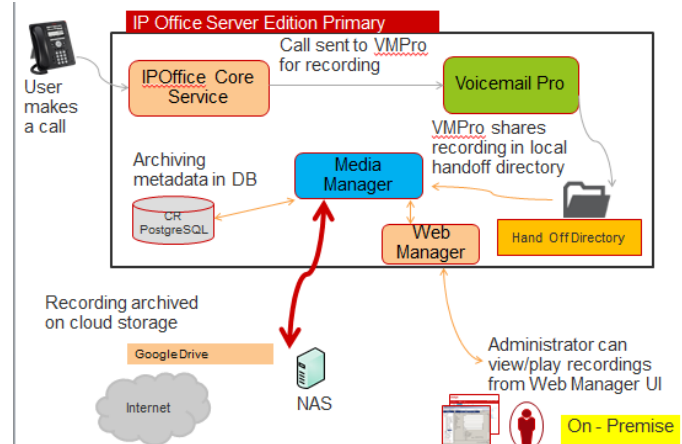 IP Office Server Edition Primary
User
makes
a call
IPOffice Core
Service
Call sent to VMPro
for recording
Voicemail Pro
VMPro shares
recording in local
handoff directory
Archiving
metadata in DB
CR
PostgreSQL
Media
Manager
Web
Manager
Hand Off Directory
Recording archived
on cloud storage
GoogleDrive
Internet
NAS
Administrator can
view/play recordings
from Web Manager UI
On - Premise